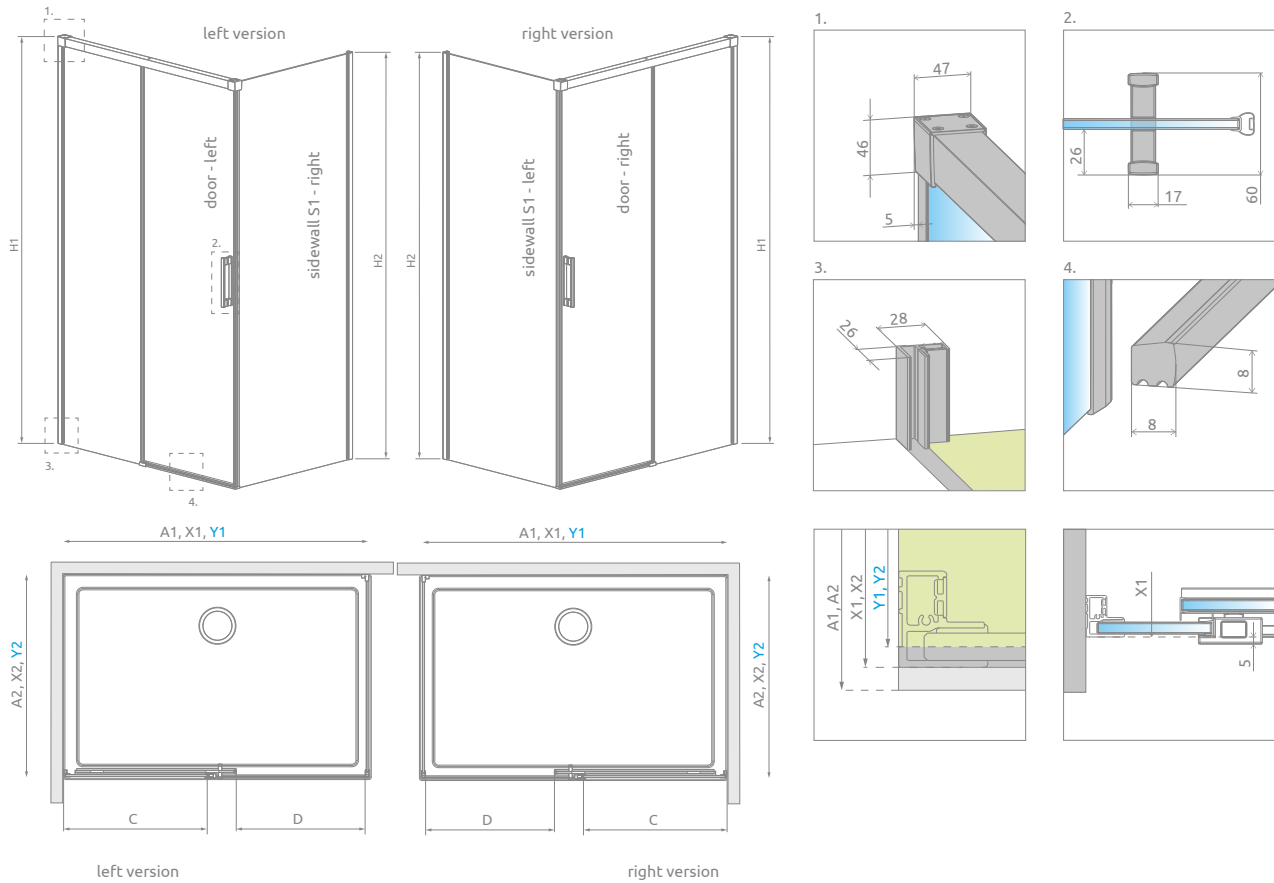 1.
left version
right version
H1
door - left
sidewall S1 - right
2.
H2
3.
4.
H2
sidewall S1 - left
door - right
H1
1.
47
46
5
2.
26
17
60
3.
26
28
4.
8
8
A1, X1, Y1
A2, X2, Y2
C
D
left version
A1, X1, Y1
A2, X2, Y2
D
C
right version
A1, A2
X1, X2
Y1, Y2
X1
5